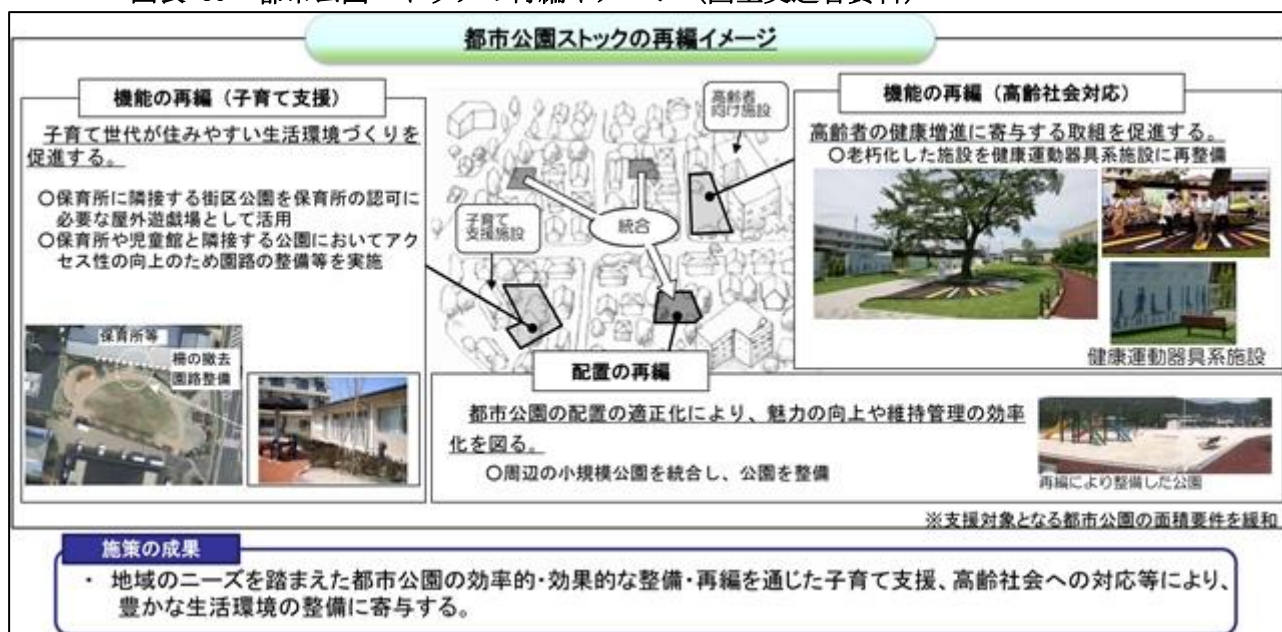 都市公園ストックの再編イメージ
機能の再編（子育て支援）
子育て世代が住みやすい生活環境づくりを
促進する。
○保育所に隣接する街区公園を保育所の認可に
必要な屋外遊戯場として活用
○保育所や児童館と隣接する公園においてアク
セス性の向上のため園路の整備等を実施
保育所等
柵の撤去
園路整備
高齢者
向け施設
子育て
支援施設
統合
機能の再編（高齢社会対応）
高齢者の健康増進に寄与する取組を促進する。
○老朽化した施設を健康運動器具系施設に再整備
健康運動器具系施設
配置の再編
都市公園の配置の適正化により、魅力の向上や維持管理の効率
化を図る。
○周辺の小規模公園を統合し、公園を整備
再編により整備した公園
※支援対象となる都市公園の面積要件を緩和
施策の成果
・ 地域のニーズを踏まえた都市公園の効率的・効果的な整備・再編を通じた子育て支援、高齢社会への対応等により、
豊かな生活環境の整備に寄与する。